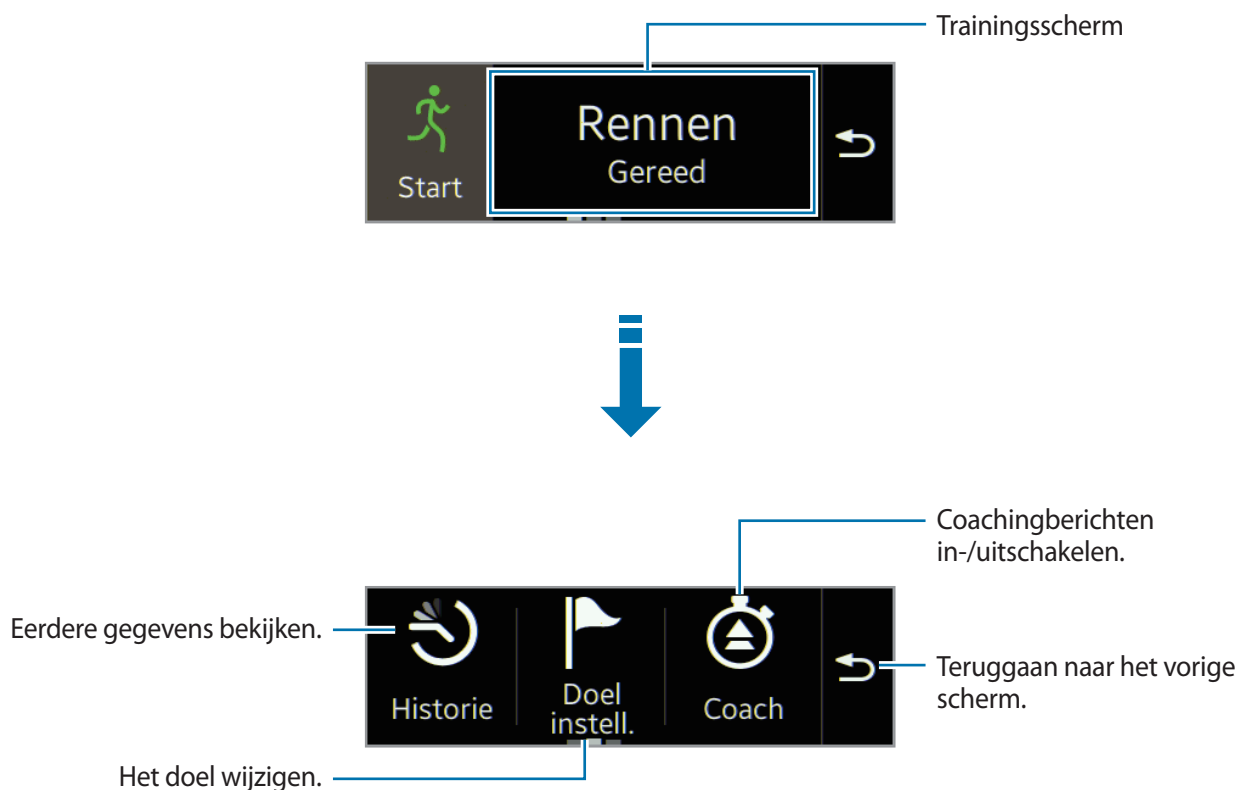 Trainingsscherm
Rennen
Gereed
Start
Coachingberichten
in-/uitschakelen.
Eerdere gegevens bekijken.
Historie
Doel
instell.
Coach
Teruggaan naar het vorige
scherm.
Het doel wijzigen.